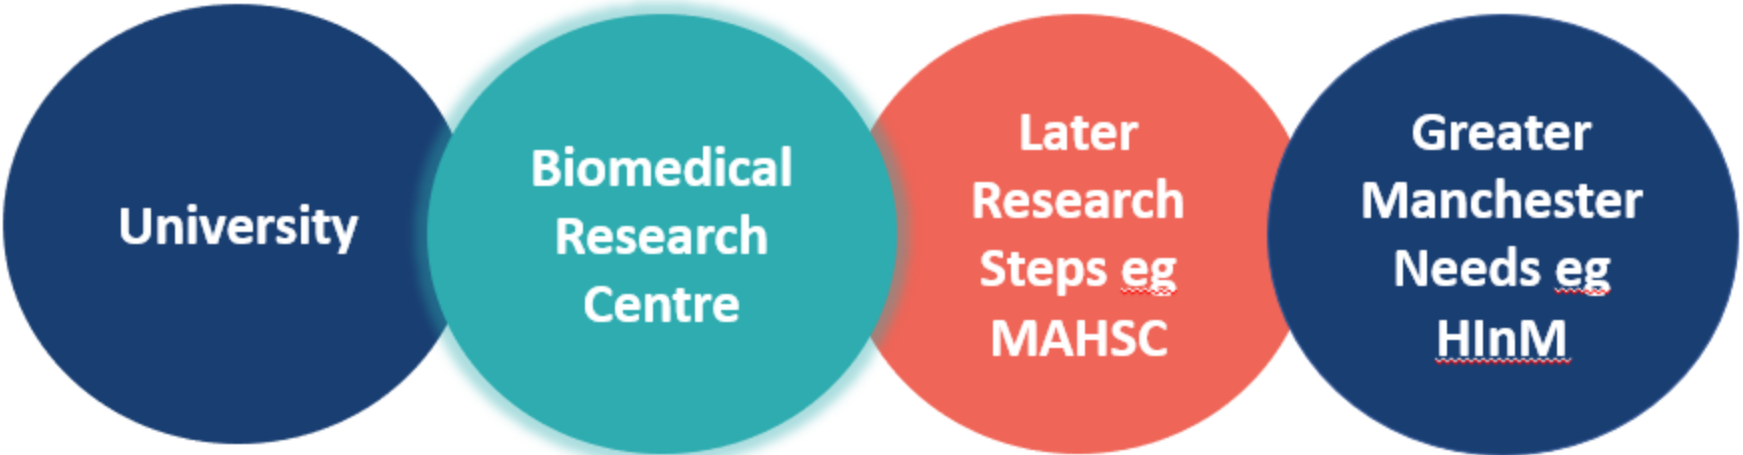 University
Biomedical
Research
Centre
Later
Research
Steps eg
MAHSC
Greater
Manchester
Needs eg
HInM